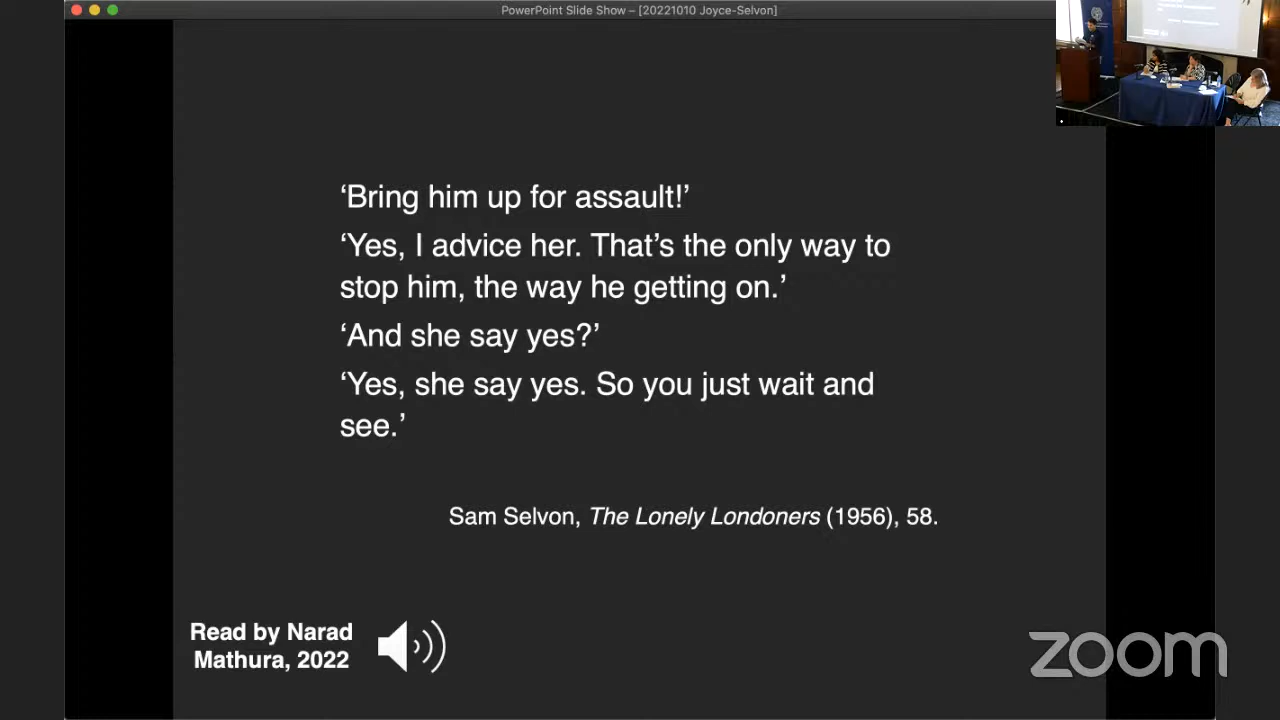 PowerPoint Slide Show – [20221010 Joyce-Selvon]
‘Bring him up for assault!’
‘Yes, I advice her. That’s the only way to
stop him, the way he getting on.’
‘And she say yes?’
‘Yes, she say yes. So you just wait and
see.’
Sam Selvon, The Lonely Londoners (1956), 58.
Read by Narad
Mathura, 2022
zoom